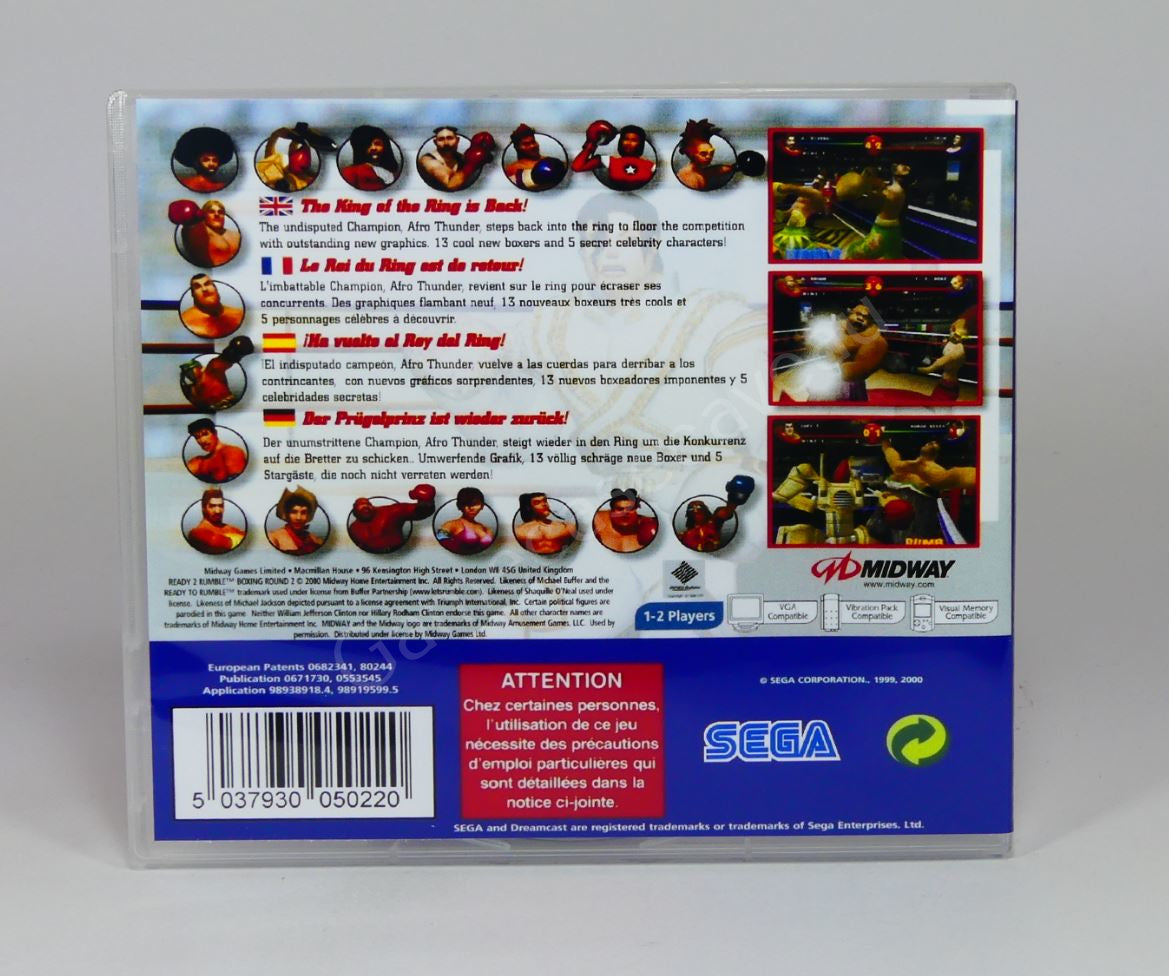 The King of the Ring is Back!
The undisputed Champion, Afro Thunder, steps back into the ring to floor the competition
with outstanding new graphics. 13 cool new boxers and 5 secret celebrity characters!
Le Roi du Ring est de retour!
L'imbattable Champion, Afro Thunder, revient sur le ring pour écraser ses
concurrents. Des graphiques flambant neuf, 13 nouveaux boxeurs très cools et
5 personnages célèbres à découvrir.
¡Ha vuelto el Rey del Ring!
¡El indisputado campeón, Afro Thunder, vuelve a las cuerdas para derribar a los
contrincantes, con nuevos gráficos sorprendentes, 13 nuevos boxeadores imponentes y 5
celebridades secretas!
Der Prügelprinz ist wieder zurück!
Der unumstrittene Champion, Afro Thunder, steigt wieder in den Ring um die Konkurrenz
auf die Bretter zu schicken.. Umwerfende Grafik, 13 völlig schräge neue Boxer und 5
Stargäste, die noch nicht verraten werden!
Midway Games Limited • Macmillan House • 96 Kensington High Street • London W8 4SG United Kingdom
READY 2 RUMBLE™ BOXING ROUND 2 © 2000 Midway Home Entertainment Inc. All Rights Reserved. Likeness of Michael Buffer and the
READY TO RUMBLE™ trademark used under license from Buffer Partnership (www.letsrumble.com). Likeness of Shaquille O'Neal used under
license. Likeness of Michael Jackson depicted pursuant to a license agreement with Triumph International, Inc. Certain political figures are
parodied in this game. Neither William Jefferson Clinton nor Hillary Rodham Clinton endorse this game. All other character names are
trademarks of Midway Home Entertainment Inc. MIDWAY and the Midway logo are trademarks of Midway Amusement Games. LLC. Used by
permission. Distributed under license by Midway Games Ltd.
MIDWAY
www.midway.com
1-2 Players
VGA
Compatible
Vibration Pack
Compatible
Visual Memory
Compatible
European Patents 0682341, 80244
Publication 0671730, 0553545
Application 98938918.4, 98919599.5
5 037930 050220
ATTENTION
Chez certaines personnes,
l'utilisation de ce jeu
nécessite des précautions
d'emploi particulières qui
sont détaillées dans la
notice ci-jointe.
© SEGA CORPORATION., 1999, 2000
SEGA
SEGA and Dreamcast are registered trademarks or trademarks of Sega Enterprises. Ltd.